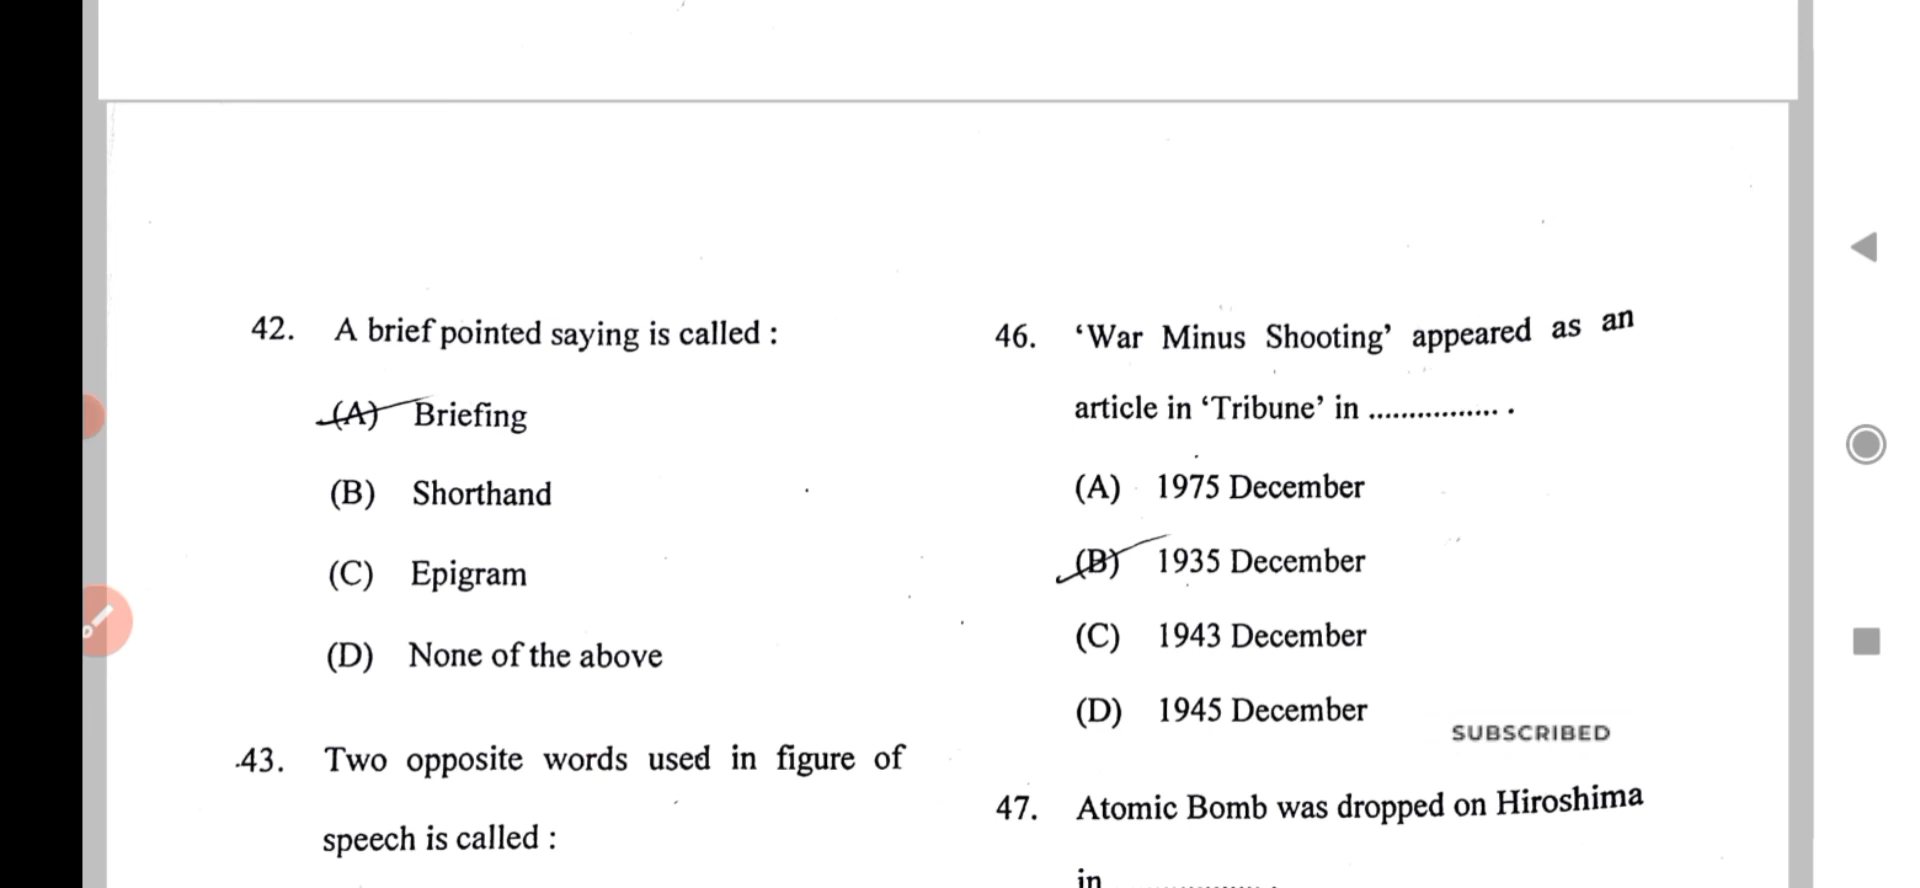 42. A brief pointed saying is called :
(A) Briefing
(B) Shorthand
(C) Epigram
(D) None of the above
43. Two opposite words used in figure of
speech is called :
46. ‘War Minus Shooting’ appeared as an
article in ‘Tribune’ in ................ .
(A) 1975 December
(B) 1935 December
(C) 1943 December
(D) 1945 December
SUBSCRIBED
47. Atomic Bomb was dropped on Hiroshima
in ................ .